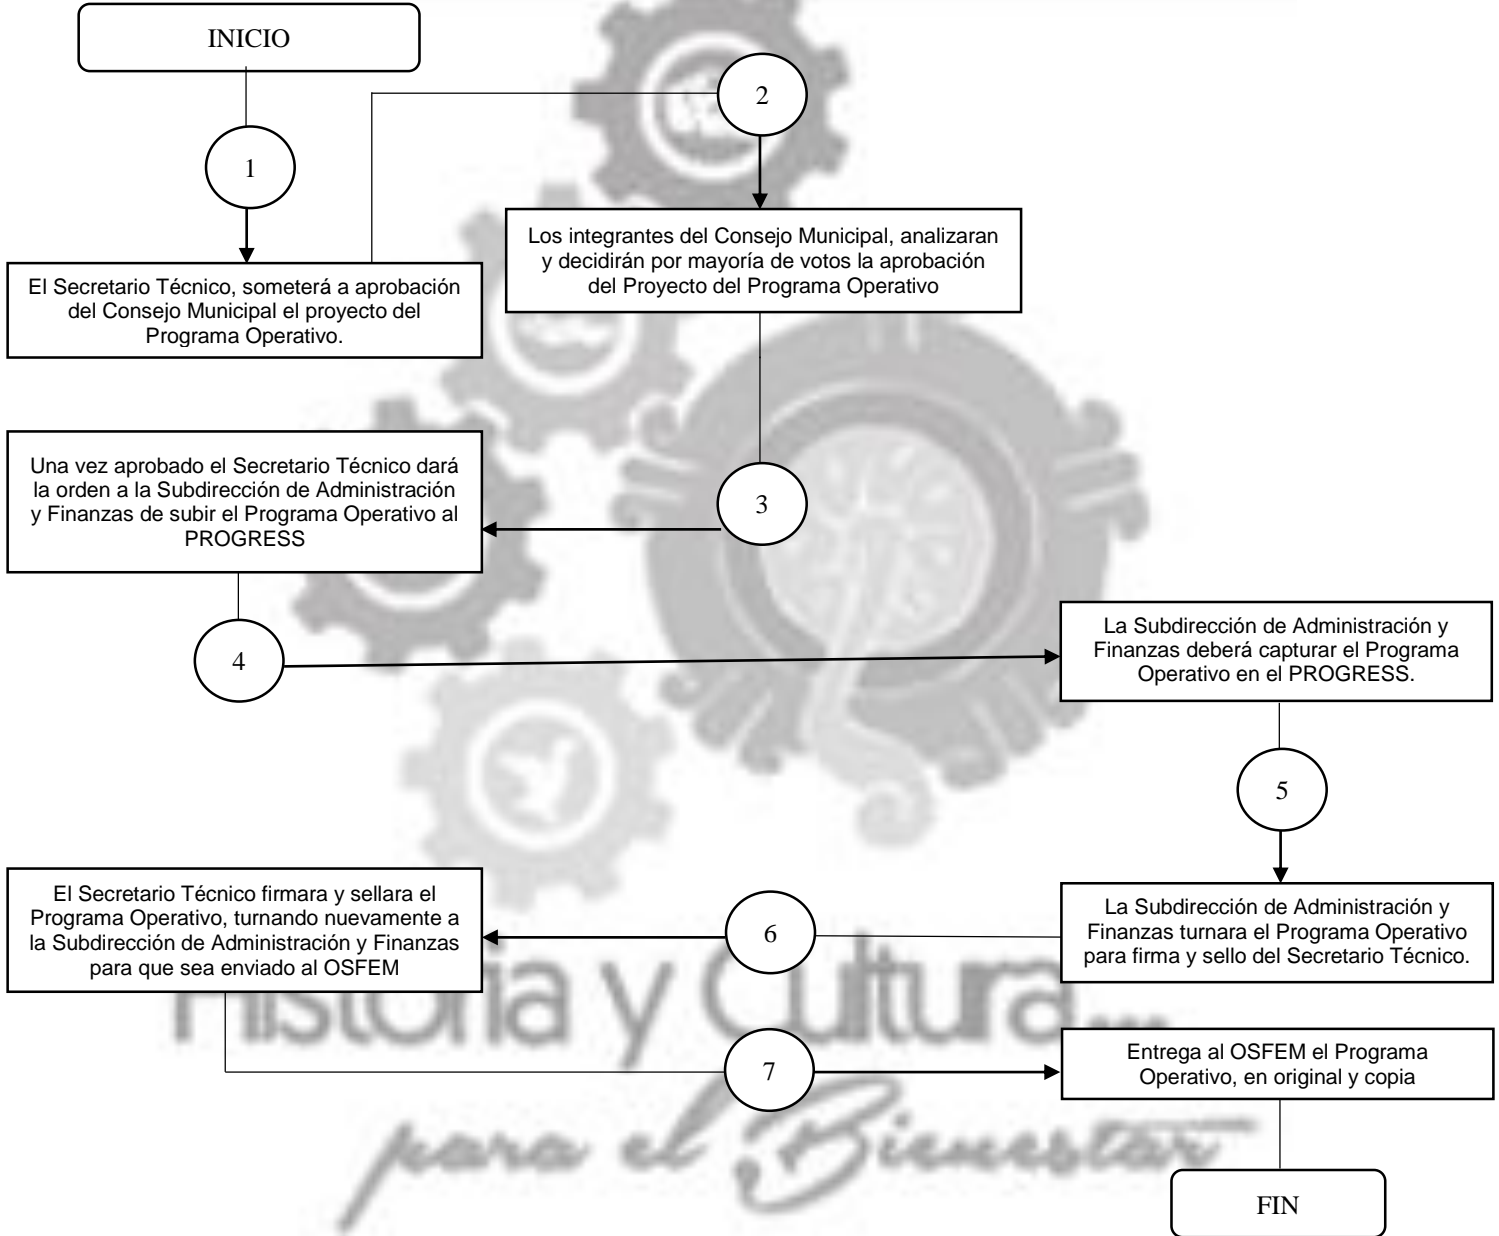 INICIO
1
El Secretario Técnico, someterá a aprobación
del Consejo Municipal el proyecto del
Programa Operativo.
2
Los integrantes del Consejo Municipal, analizaran
y decidirán por mayoría de votos la aprobación
del Proyecto del Programa Operativo
3
Una vez aprobado el Secretario Técnico dará
la orden a la Subdirección de Administración
y Finanzas de subir el Programa Operativo al
PROGRESS
4
La Subdirección de Administración y
Finanzas deberá capturar el Programa
Operativo en el PROGRESS.
5
La Subdirección de Administración y
Finanzas turnara el Programa Operativo
para firma y sello del Secretario Técnico.
6
El Secretario Técnico firmara y sellara el
Programa Operativo, turnando nuevamente a
la Subdirección de Administración y Finanzas
para que sea enviado al OSFEM
7
Entrega al OSFEM el Programa
Operativo, en original y copia
FIN
Historia y Cultura...
para el Bienestar